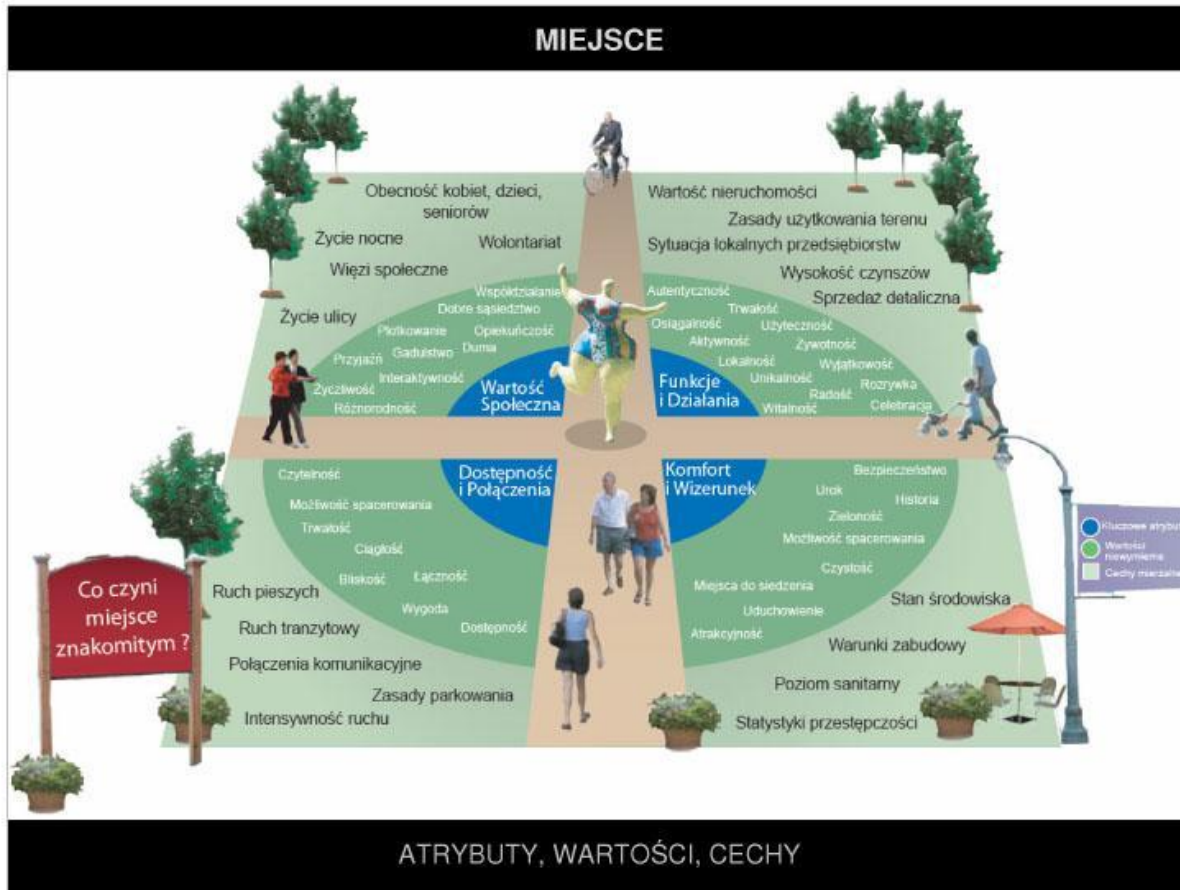 MIEJSCE
Obecność kobiet, dzieci,
seniorów
Życie nocne
Wolontariat
Więzi społeczne
Życie ulicy
Współdziałanie
Dobre sąsiedztwo
Plotkowanie
Opiekuńczość
Przyjaźń
Gadulstwo
Duma
Interaktywność
Życzliwość
Różnorodność
Wartość
Społeczna
Wartość nieruchomości
Zasady użytkowania terenu
Sytuacja lokalnych przedsiębiorstw
Wysokość czynszów
Sprzedaż detaliczna
Autentyczność
Trwałość
Osiągalność
Użyteczność
Aktywność
Żywotność
Lokalność
Wyjątkowość
Unikalność
Rozrywka
Radość
Witalność
Celebracja
Funkcje
i Działania
Dostępność
i Połączenia
Czytelność
Możliwość spacerowania
Trwałość
Ciągłość
Bliskość
Łączność
Wygoda
Dostępność
Ruch pieszych
Ruch tranzytowy
Połączenia komunikacyjne
Zasady parkowania
Intensywność ruchu
Komfort
i Wizerunek
Bezpieczeństwo
Urok
Historia
Zieloność
Możliwość spacerowania
Czystość
Miejsca do siedzenia
Uduchowienie
Atrakcyjność
Stan środowiska
Warunki zabudowy
Poziom sanitarny
Statystyki przestępczości
Co czyni
miejsce
znakomitym ?
Kluczowe atrybut
Wartości
niewymierne
Cechy mierzalne
ATRYBUTY, WARTOŚCI, CECHY